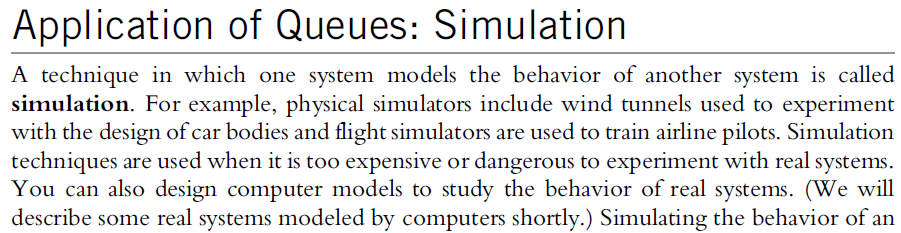 Application of Queues: Simulation
A technique in which one system models the behavior of another system is called
simulation. For example, physical simulators include wind tunnels used to experiment
with the design of car bodies and flight simulators are used to train airline pilots. Simulation
techniques are used when it is too expensive or dangerous to experiment with real systems.
You can also design computer models to study the behavior of real systems. (We will
describe some real systems modeled by computers shortly.) Simulating the behavior of an